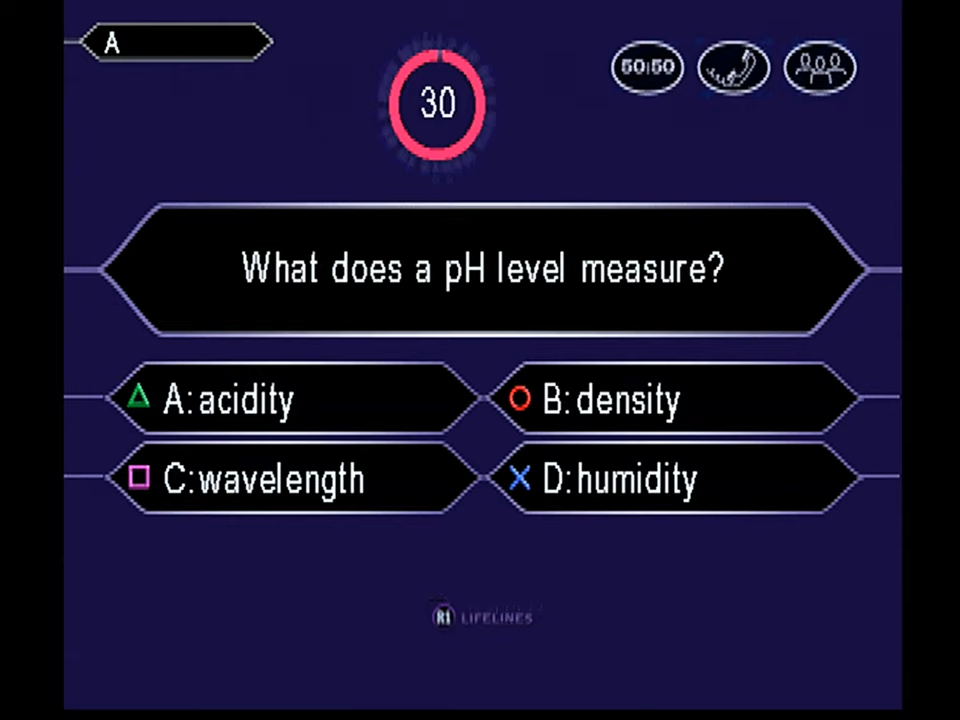 A
30
50:50
What does a pH level measure?
A: acidity
B: density
C: wavelength
D: humidity
R1 LIFELINES